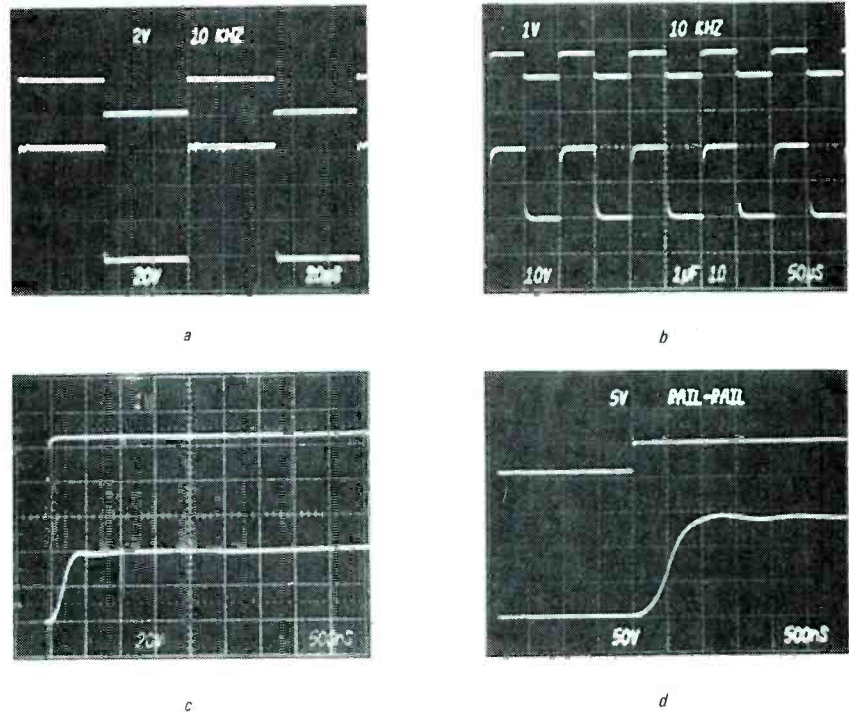 2V 10 KHZ
20V 20µS
a
1V 10 KHZ
10V 1µF 10 50µS
b
20V 500nS
c
5V RAIL-RAIL
50V 500nS
d